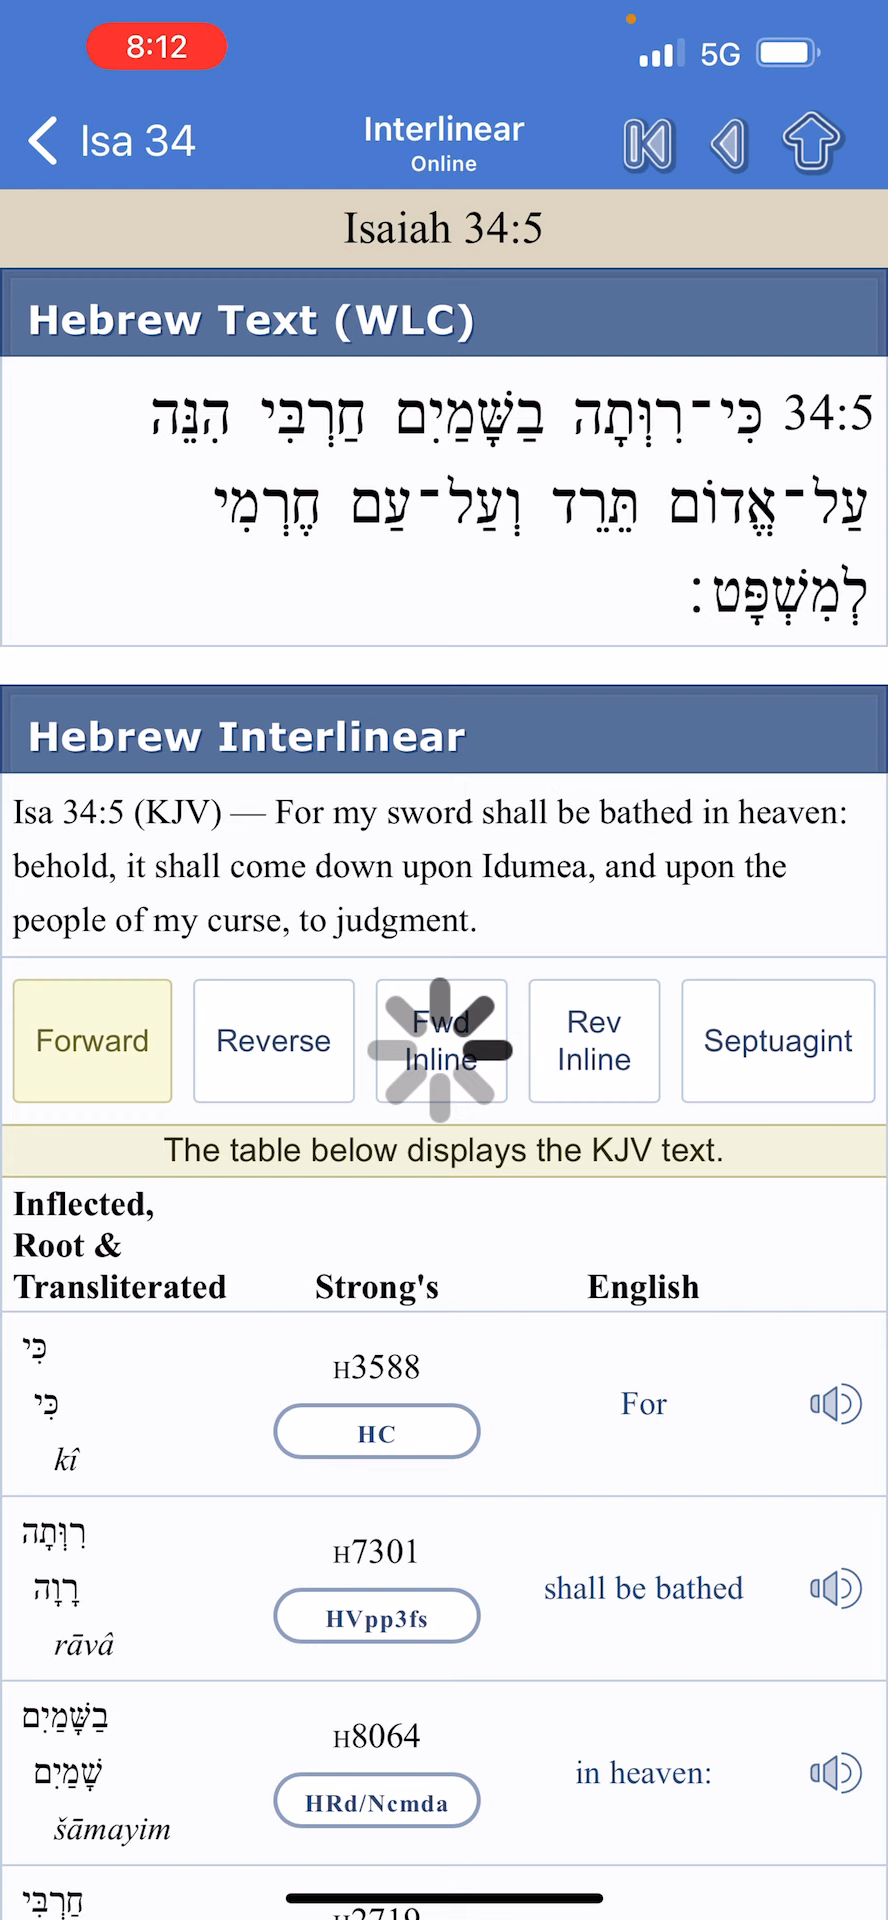 8:12
5G
Isa 34
Interlinear
Online
Isaiah 34:5
Hebrew Text (WLC)
34:5 כִּי־רִוְּתָה בַשָּׁמַיִם חַרְבִּי הִנֵּה
עַל־אֱדוֹם תֵּרֵד וְעַל־עַם חֶרְמִי
לְמִשְׁפָּט׃
Hebrew Interlinear
Isa 34:5 (KJV) — For my sword shall be bathed in heaven:
behold, it shall come down upon Idumea, and upon the
people of my curse, to judgment.
Forward
Reverse
Fwd
Inline
Rev
Inline
Septuagint
The table below displays the KJV text.
Inflected,
Root &
Transliterated
Strong's
English
כִּי
כִּי
kî
H3588
HC
For
רִוְּתָה
רָוָה
rāvâ
H7301
HVpp3fs
shall be bathed
בַשָּׁמַיִם
שָׁמַיִם
šāmayim
H8064
HRd/Ncmda
in heaven:
חַרְבִּי
H2719